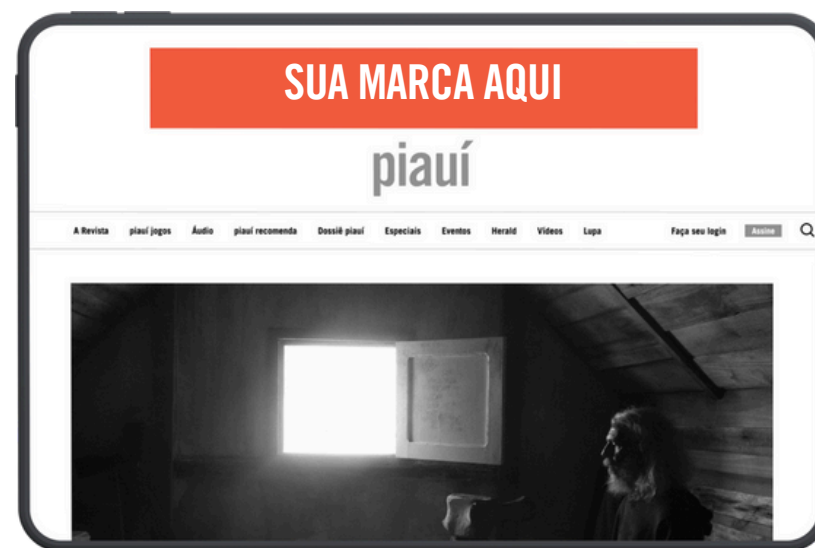 SUA MARCA AQUI
piauí
A Revista piauí jogos Áudio piauí recomenda Dossiê piauí Especiais Eventos Herald Vídeos Lupa Faça seu login Assine